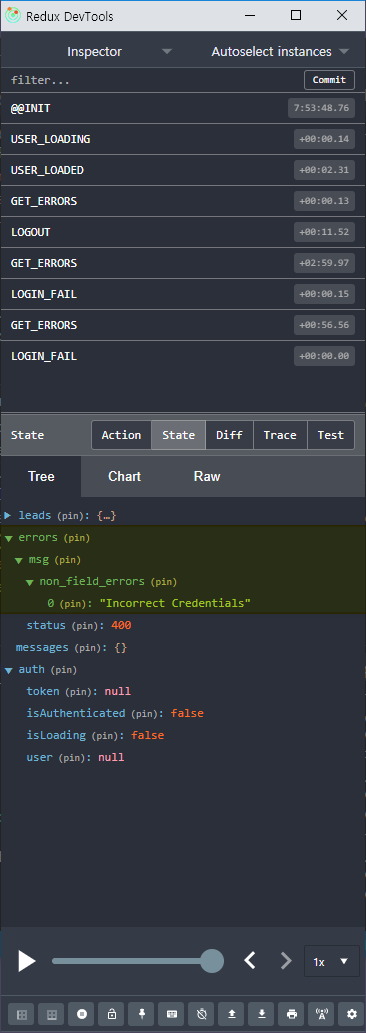 Redux DevTools
Inspector Autoselect instances
filter... Commit
@@INIT 7:53:48.76
USER_LOADING +00:00.14
USER_LOADED +00:02.31
GET_ERRORS +00:00.13
LOGOUT +00:11.52
GET_ERRORS +02:59.97
LOGIN_FAIL +00:00.15
GET_ERRORS +00:56.56
LOGIN_FAIL +00:00.00
State Action State Diff Trace Test
Tree Chart Raw
leads (pin): {…}
errors (pin)
msg (pin)
non_field_errors (pin)
0 (pin): "Incorrect Credentials"
status (pin): 400
messages (pin): {}
auth (pin)
token (pin): null
isAuthenticated (pin): false
isLoading (pin): false
user (pin): null
1x